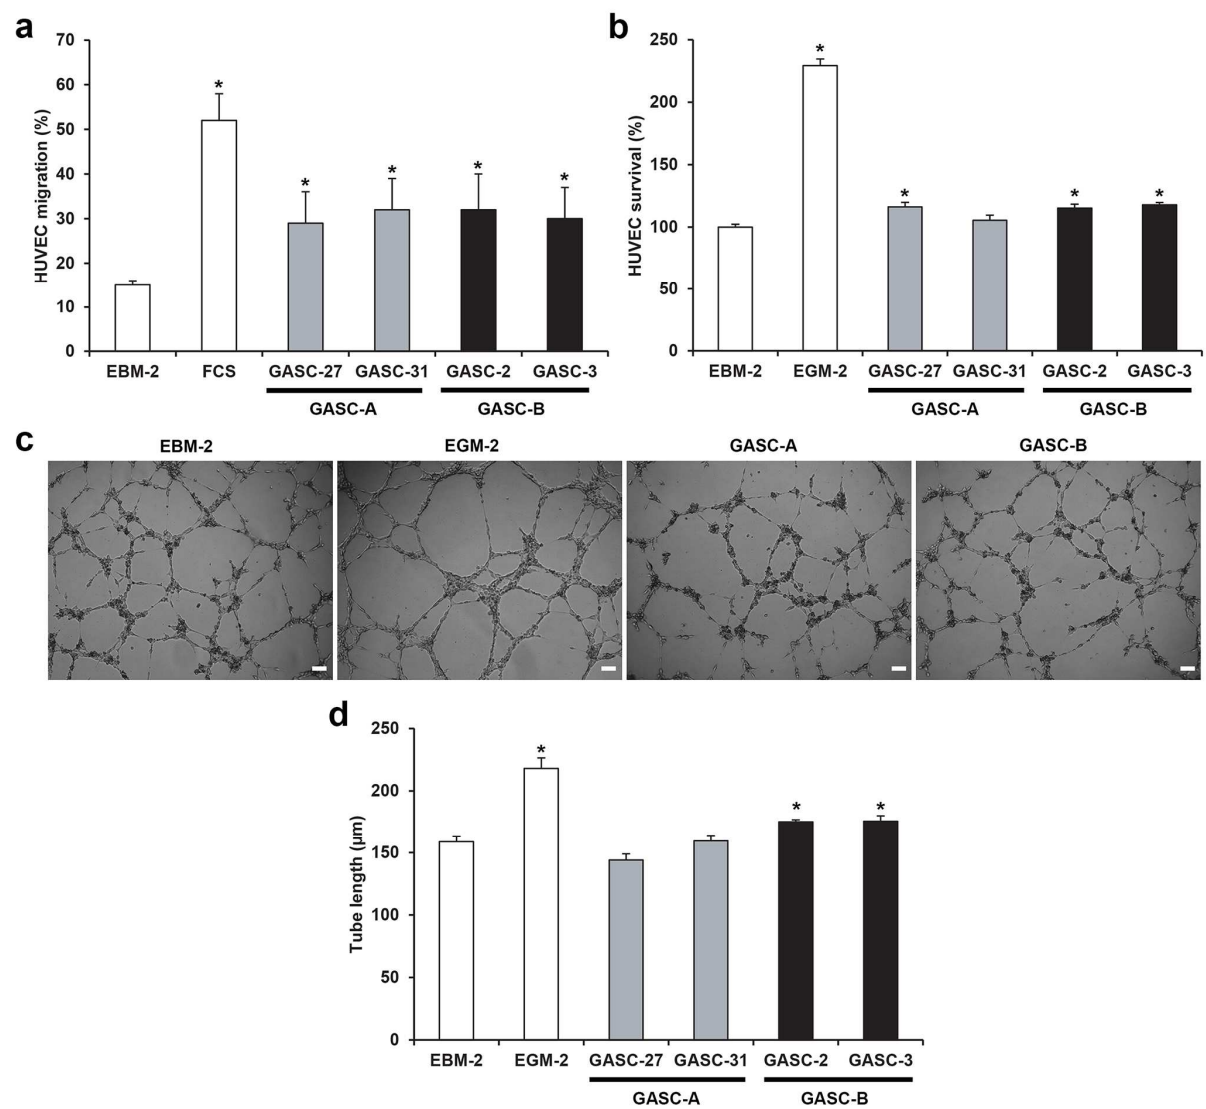 a
70
60
50
40
30
20
10
0
HUVEC migration (%)
*
*
*
*
*
EBM-2 FCS GASC-27 GASC-31 GASC-2 GASC-3
GASC-A GASC-B
b
250
200
150
100
50
0
HUVEC survival (%)
*
*
*
*
EBM-2 EGM-2 GASC-27 GASC-31 GASC-2 GASC-3
GASC-A GASC-B
c
EBM-2 EGM-2 GASC-A GASC-B
d
250
200
150
100
50
0
Tube length (µm)
*
*
*
EBM-2 EGM-2 GASC-27 GASC-31 GASC-2 GASC-3
GASC-A GASC-B